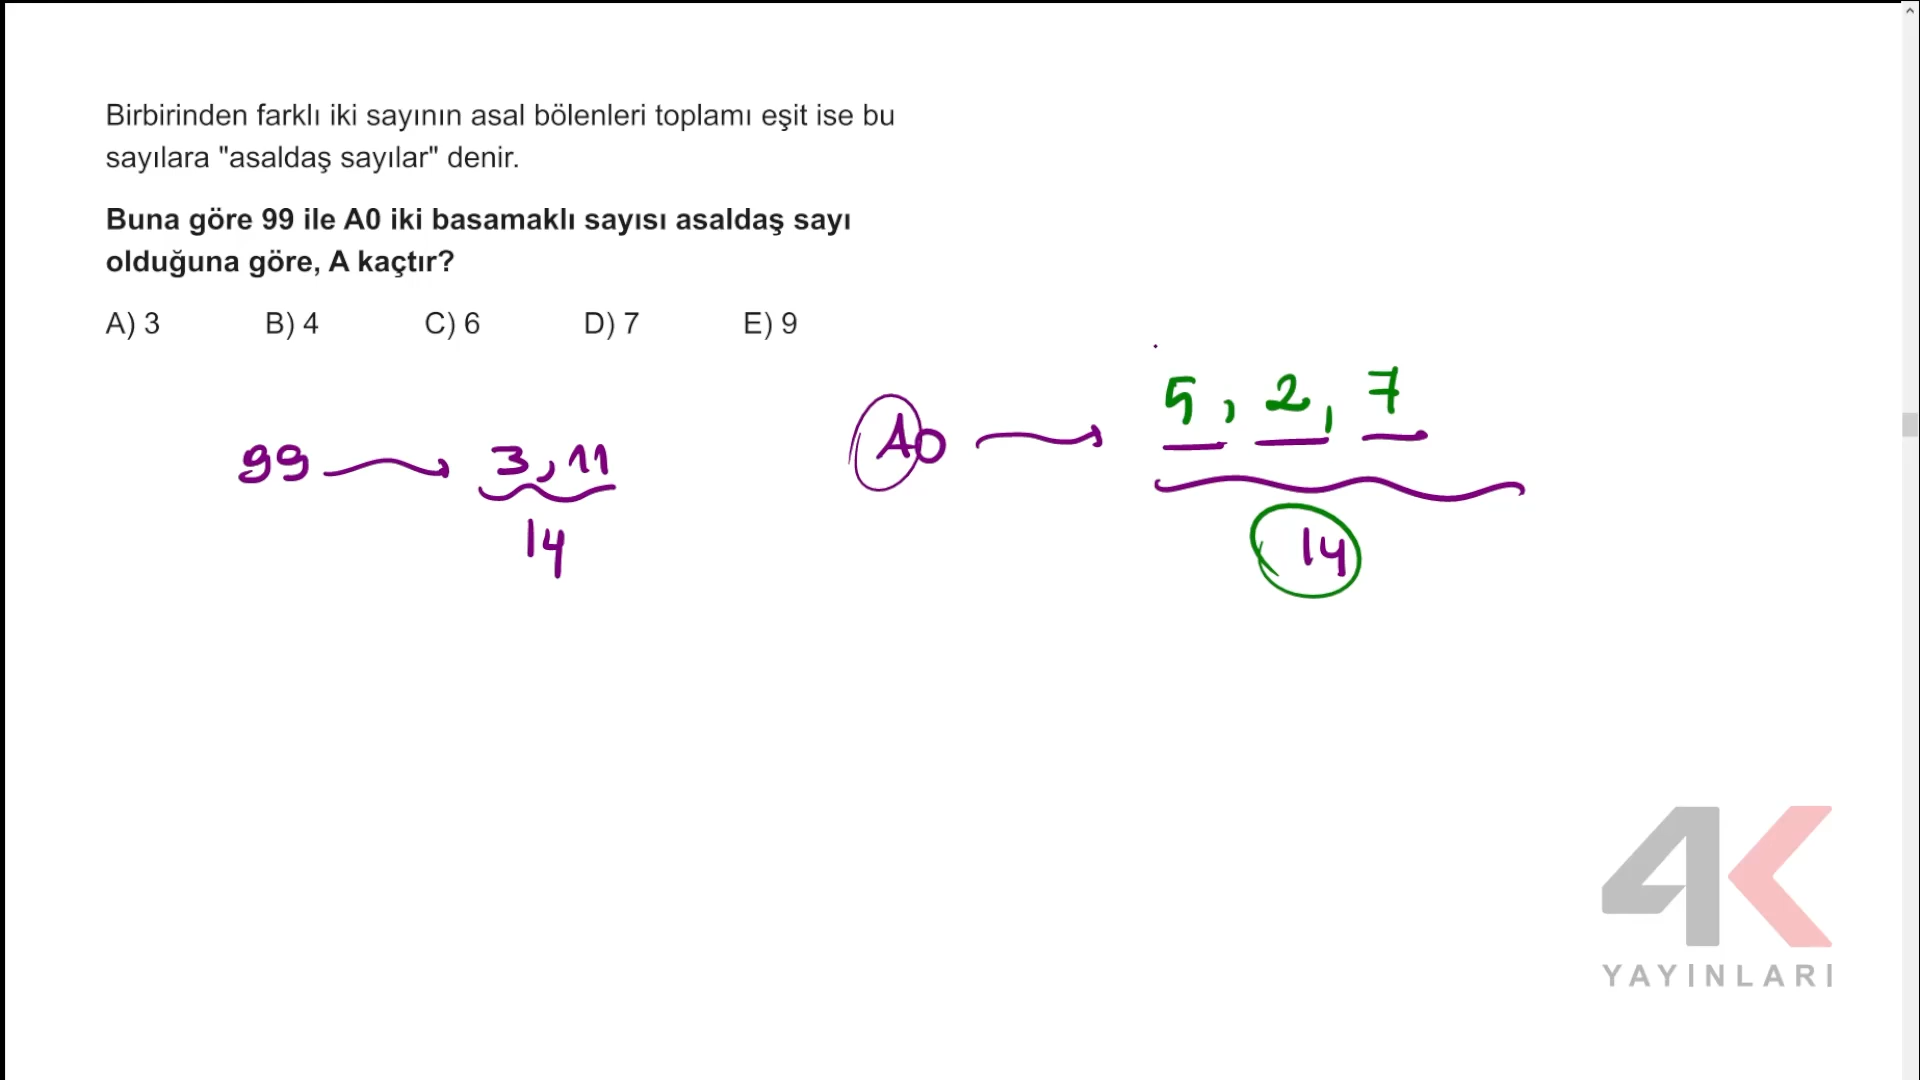 Birbirinden farklı iki sayının asal bölenleri toplamı eşit ise bu
sayılara "asaldaş sayılar" denir.
Buna göre 99 ile A0 iki basamaklı sayısı asaldaş sayı
olduğuna göre, A kaçtır?
A) 3 B) 4 C) 6 D) 7 E) 9
99 → 3, 11
14
A0 → 5, 2, 7
14
4K
YAYINLARI